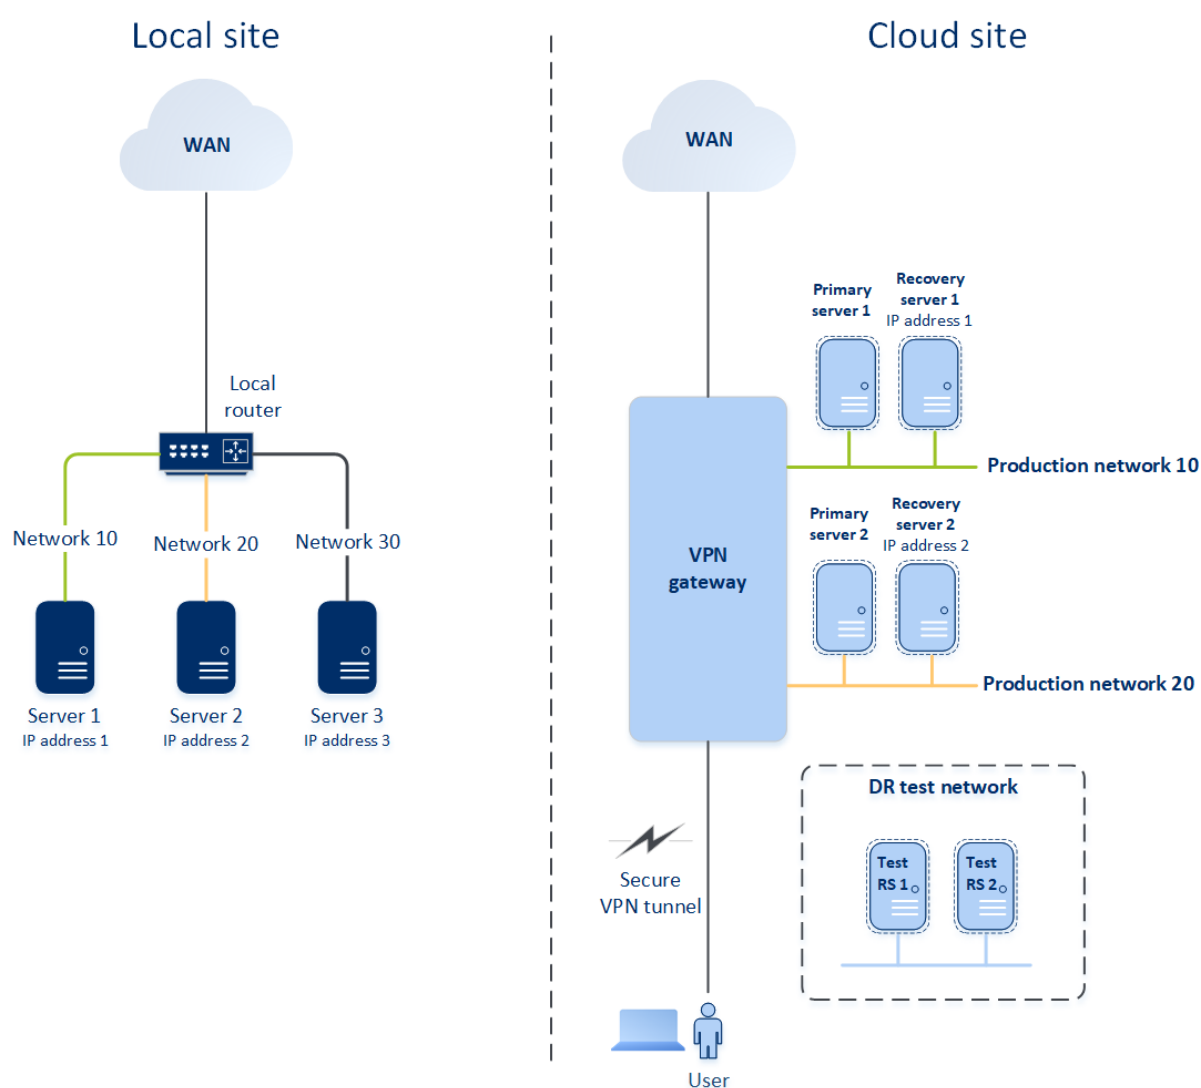 Local site
WAN
Local
router
Network 10
Network 20
Network 30
Server 1
IP address 1
Server 2
IP address 2
Server 3
IP address 3
Cloud site
WAN
Primary
server 1
Recovery
server 1
IP address 1
Production network 10
VPN
gateway
Primary
server 2
Recovery
server 2
IP address 2
Production network 20
DR test network
Test
RS 1
Test
RS 2
Secure
VPN tunnel
User